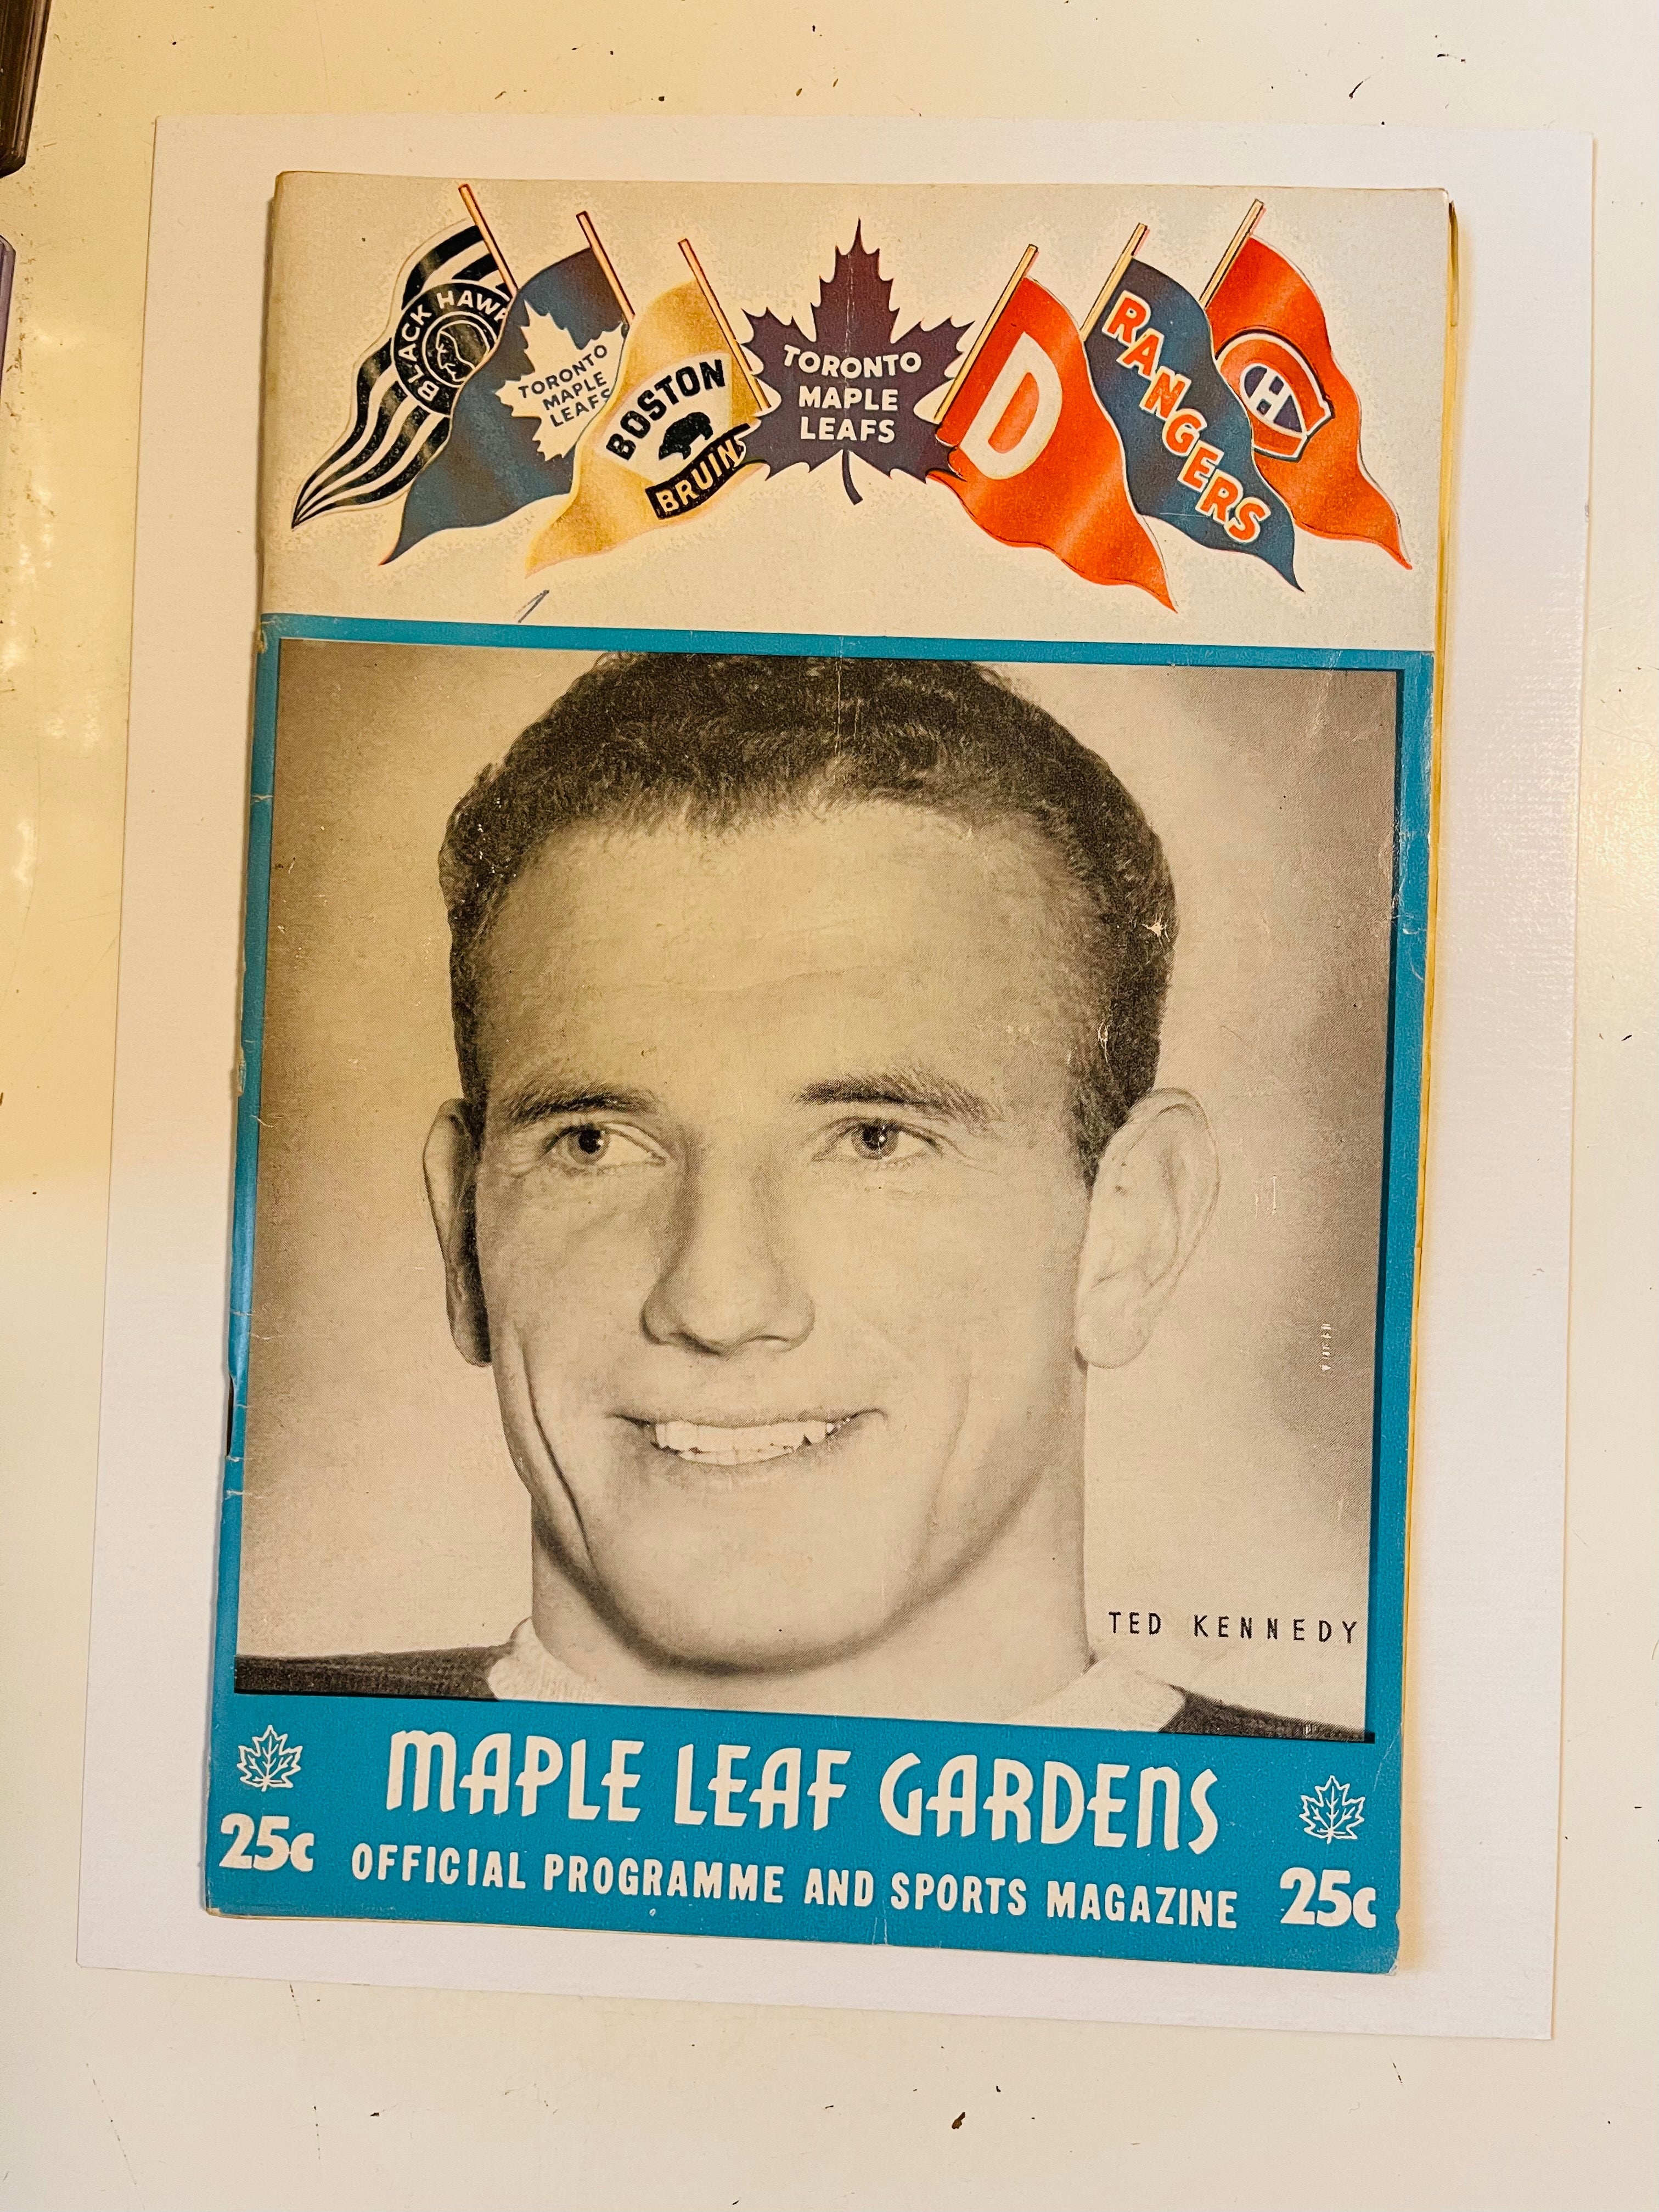 BLACK HAWK
TORONTO
MAPLE
LEAFS
BOSTON
BRUIN
TORONTO
MAPLE
LEAFS
D
RANGERS
CH
TED KENNEDY
MAPLE LEAF GARDENS
25c OFFICIAL PROGRAMME AND SPORTS MAGAZINE 25c